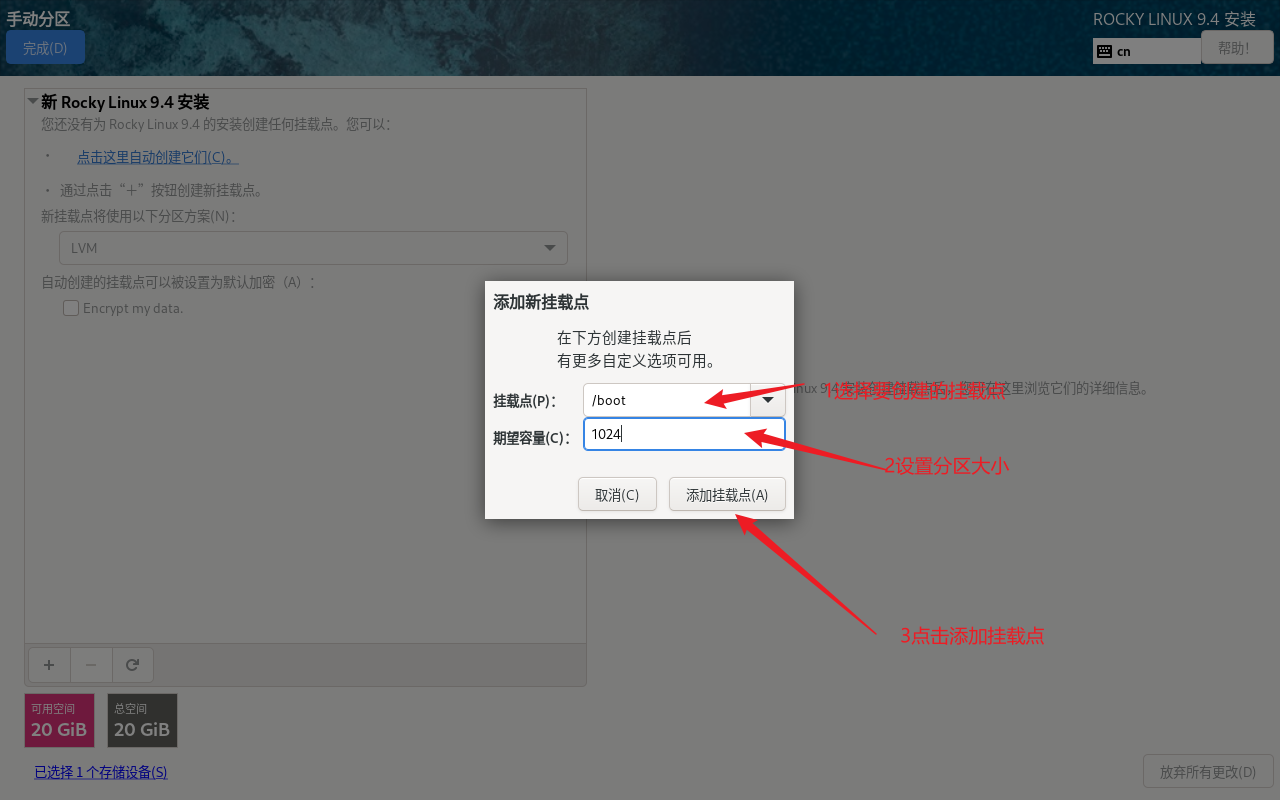 手动分区
ROCKY LINUX 9.4 安装
完成(D)
cn
帮助!
新 Rocky Linux 9.4 安装
您还没有为 Rocky Linux 9.4 的安装创建任何挂载点。您可以：
• 点击这里自动创建它们(C)。
• 通过点击“＋”按钮创建新挂载点。
新挂载点将使用以下分区方案(N)：
LVM
自动创建的挂载点可以被设置为默认加密（A）：
Encrypt my data.
添加新挂载点
在下方创建挂载点后
有更多自定义选项可用。
挂载点(P)：
/boot
1选择要创建的挂载点
您可在这里浏览它们的详细信息。
期望容量(C)：
1024
2设置分区大小
取消(C)
添加挂载点(A)
3点击添加挂载点
可用空间
20 GiB
总空间
20 GiB
已选择 1 个存储设备(S)
放弃所有更改(D)